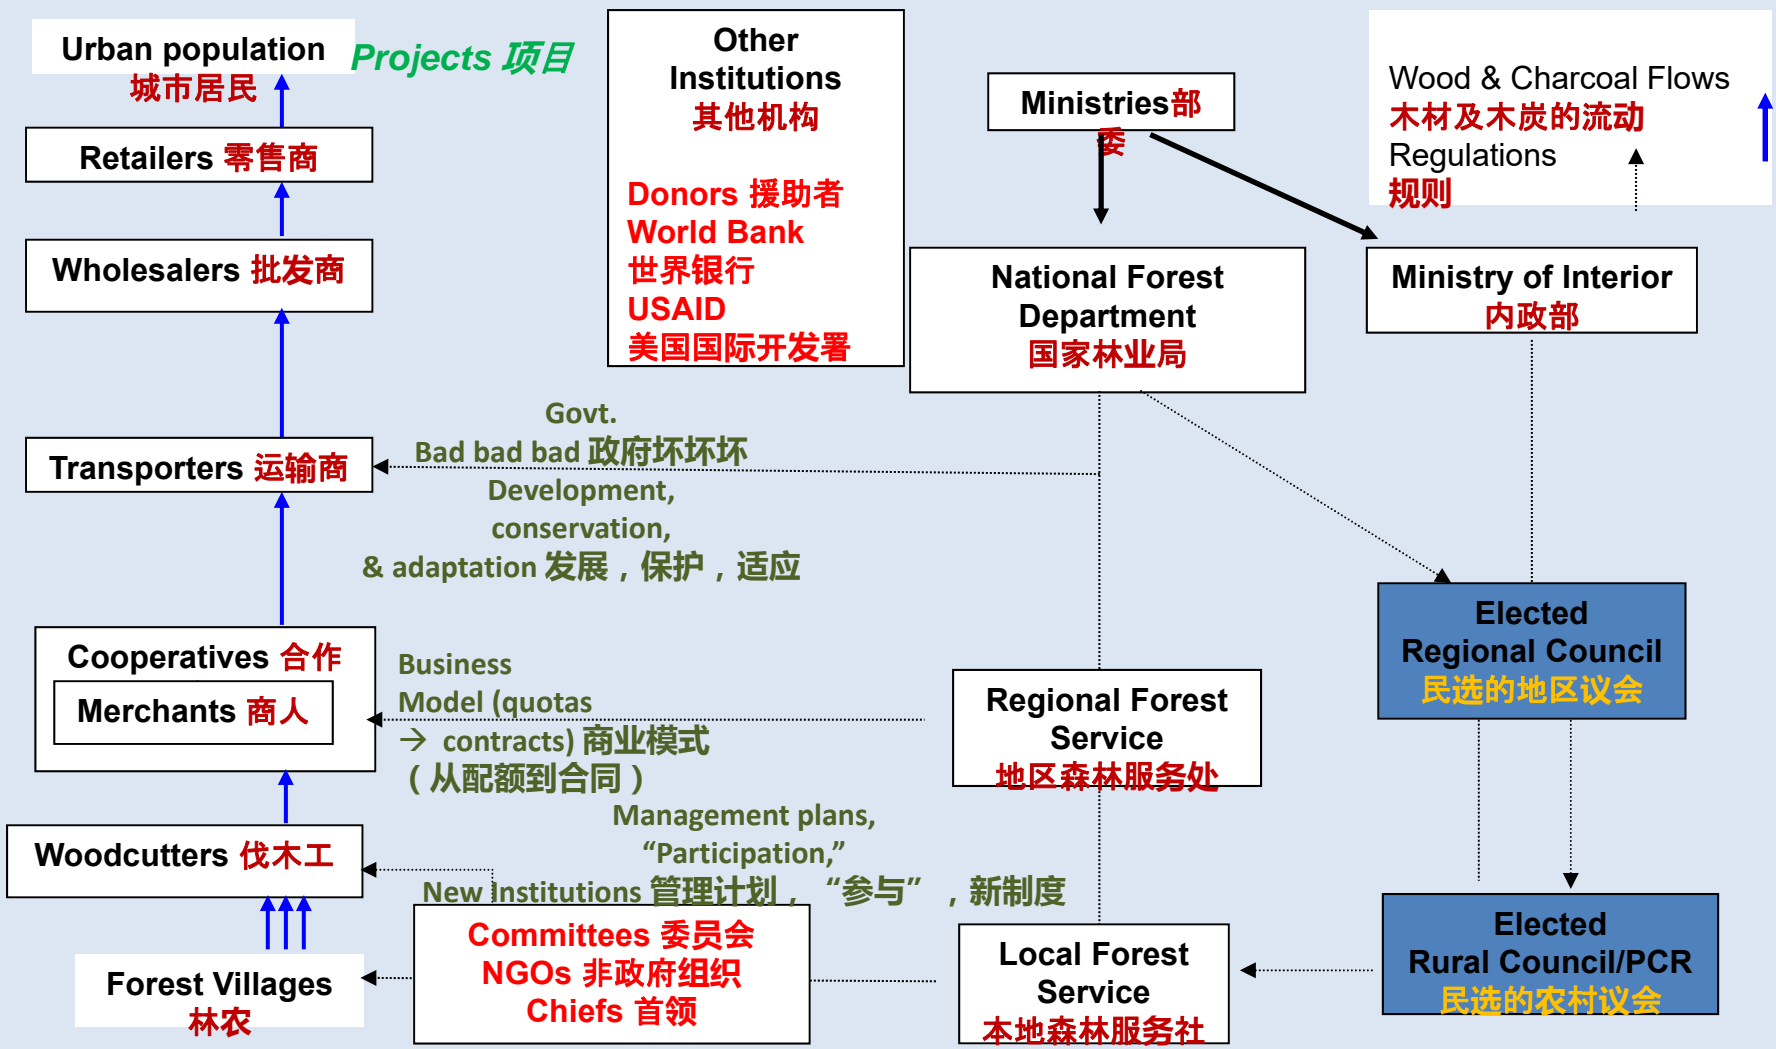 Urban population
城市居民
Projects 项目
Retailers 零售商
Wholesalers 批发商
Transporters 运输商
Cooperatives 合作
Merchants 商人
Woodcutters 伐木工
Forest Villages
林农
Other
Institutions
其他机构
Donors 援助者
World Bank
世界银行
USAID
美国国际开发署
Govt.
Bad bad bad 政府坏坏坏
Development,
conservation,
& adaptation 发展，保护，适应
Business
Model (quotas
→ contracts) 商业模式
（从配额到合同）
Management plans,
“Participation,”
New Institutions 管理计划，“参与”，新制度
Committees 委员会
NGOs 非政府组织
Chiefs 首领
Ministries部
委
National Forest
Department
国家林业局
Regional Forest
Service
地区森林服务处
Local Forest
Service
本地森林服务社
Wood & Charcoal Flows
木材及木炭的流动
Regulations
规则
Ministry of Interior
内政部
Elected
Regional Council
民选的地区议会
Elected
Rural Council/PCR
民选的农村议会